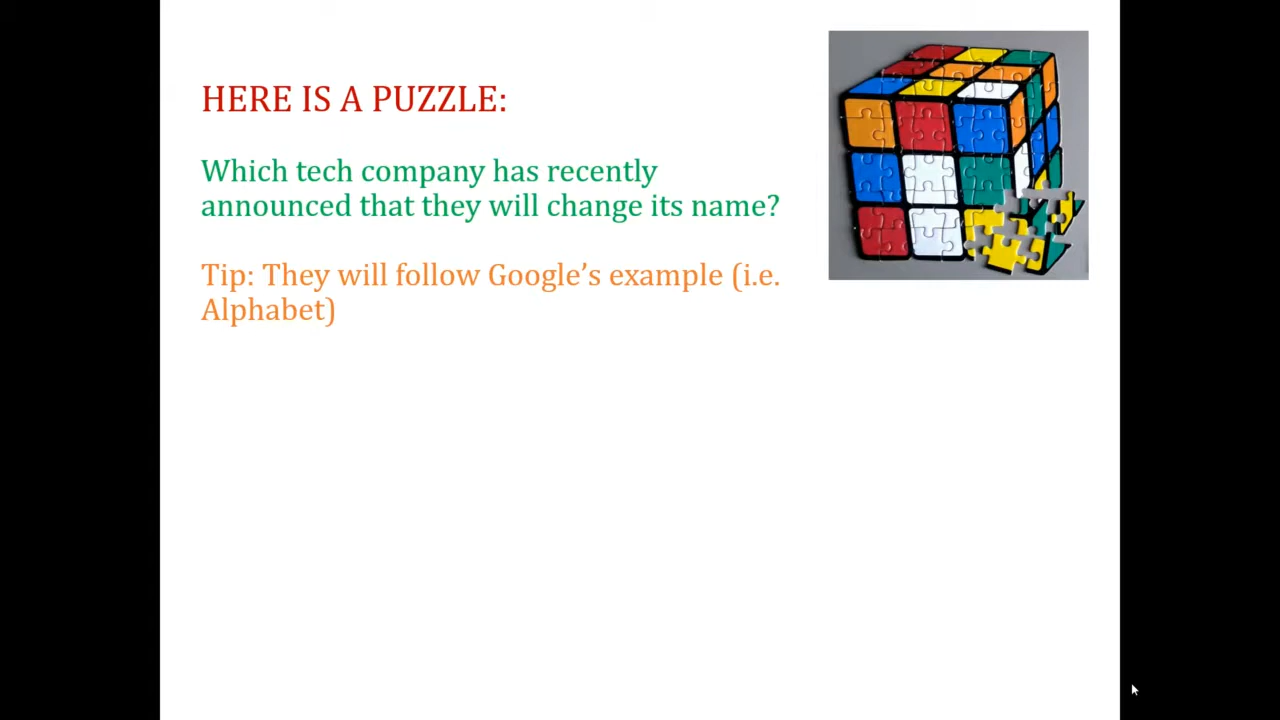 HERE IS A PUZZLE:
Which tech company has recently
announced that they will change its name?
Tip: They will follow Google’s example (i.e.
Alphabet)